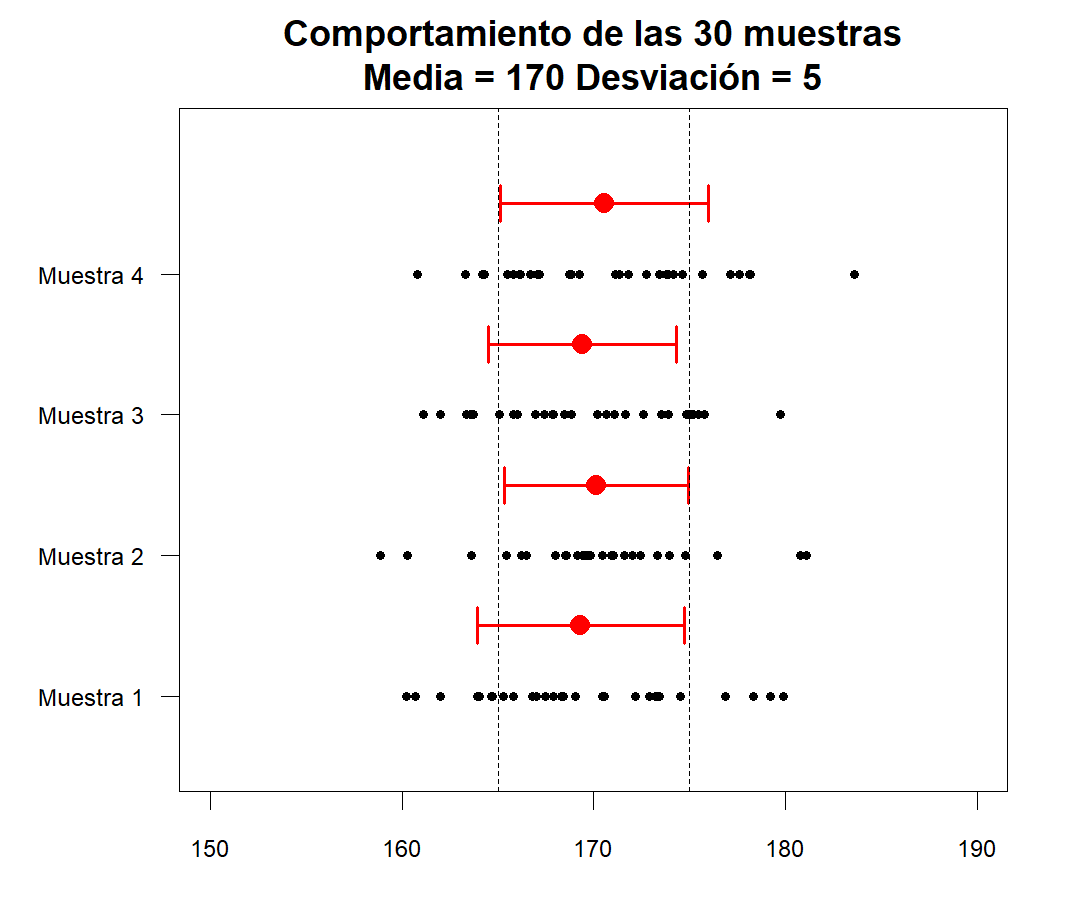 Comportamiento de las 30 muestras
Media = 170 Desviación = 5
Muestra 4
Muestra 3
Muestra 2
Muestra 1
150 160 170 180 190